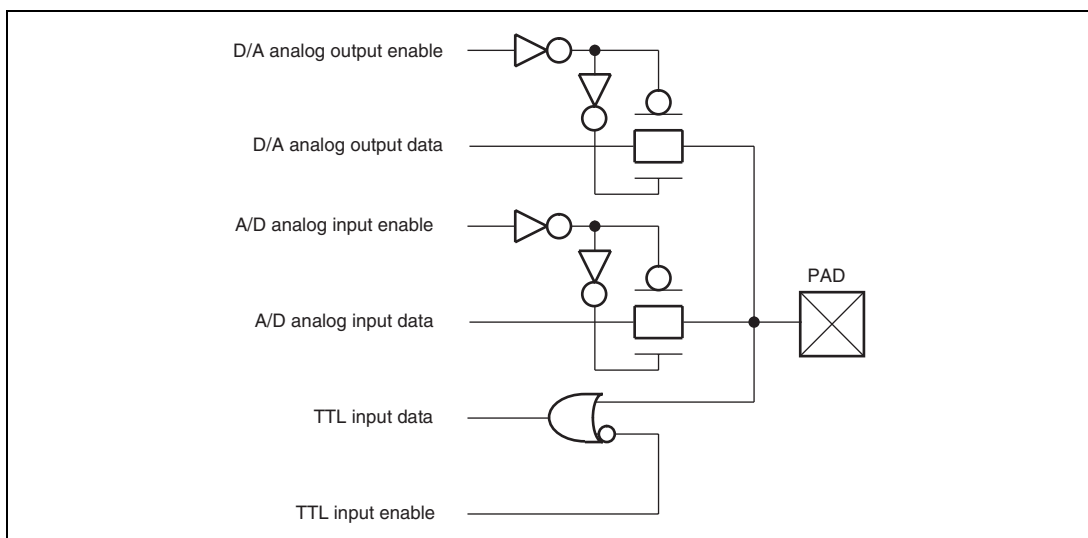 D/A analog output enable
D/A analog output data
A/D analog input enable
PAD
A/D analog input data
TTL input data
TTL input enable